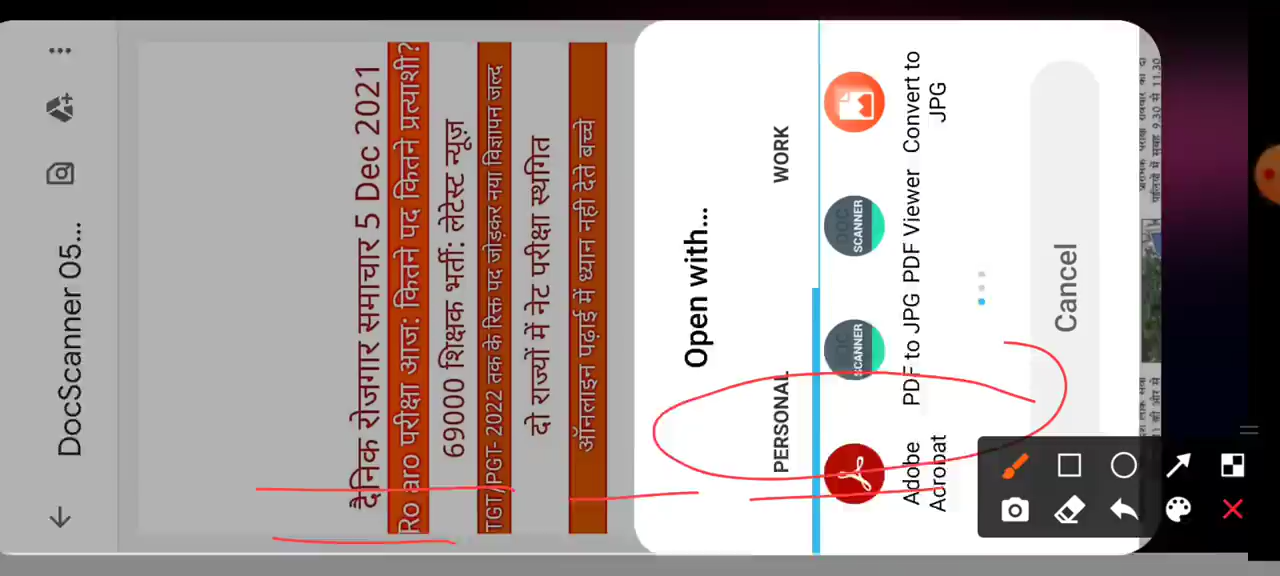 DocScanner 05...
दैनिक रोजगार समाचार 5 Dec 2021
Ro aro परीक्षा आज: कितने पद कितने प्रत्याशी?
69000 शिक्षक भर्ती: लेटेस्ट न्यूज़
TGT/PGT- 2022 तक के रिक्त पद जोड़कर नया विज्ञापन जल्द
दो राज्यों में नेट परीक्षा स्थगित
ऑनलाइन पढ़ाई में ध्यान नही देते बच्चे
Open with...
PERSONAL
WORK
SCANNER
SCANNER
Adobe
Acrobat
PDF to JPG
PDF Viewer
Convert to
JPG
Cancel